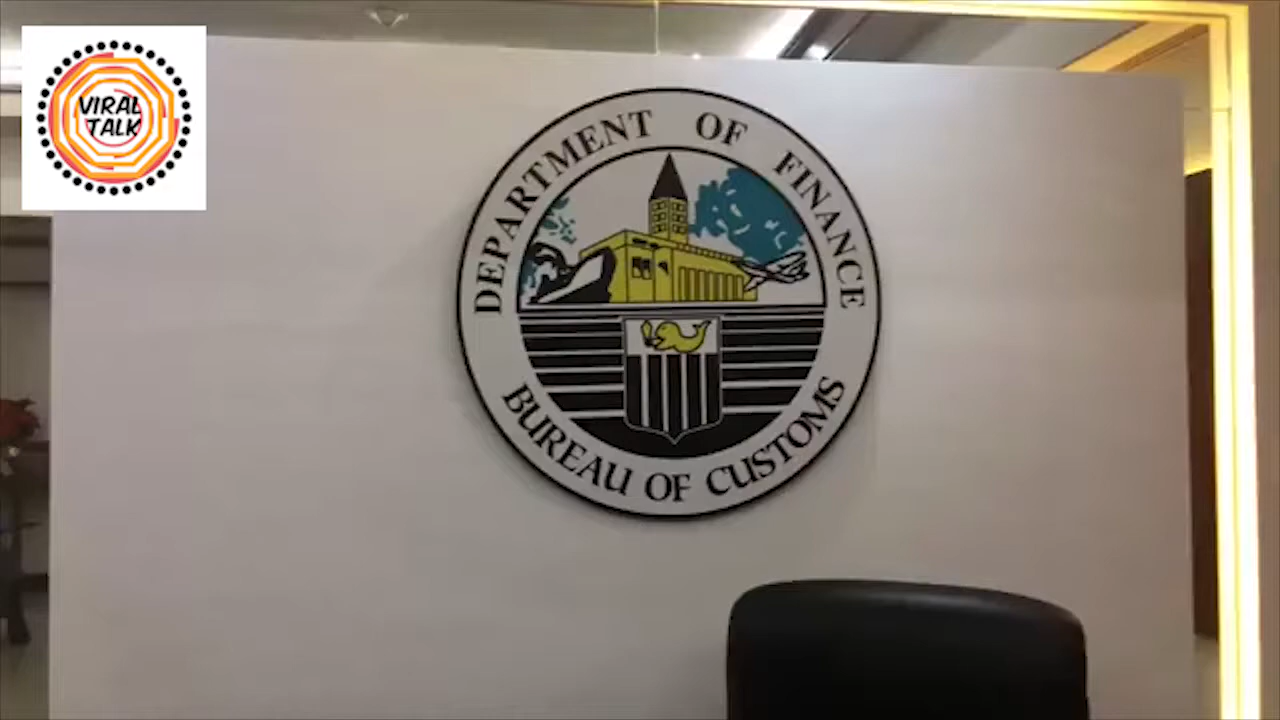 VIRAL
TALK
DEPARTMENT OF FINANCE
BUREAU OF CUSTOMS